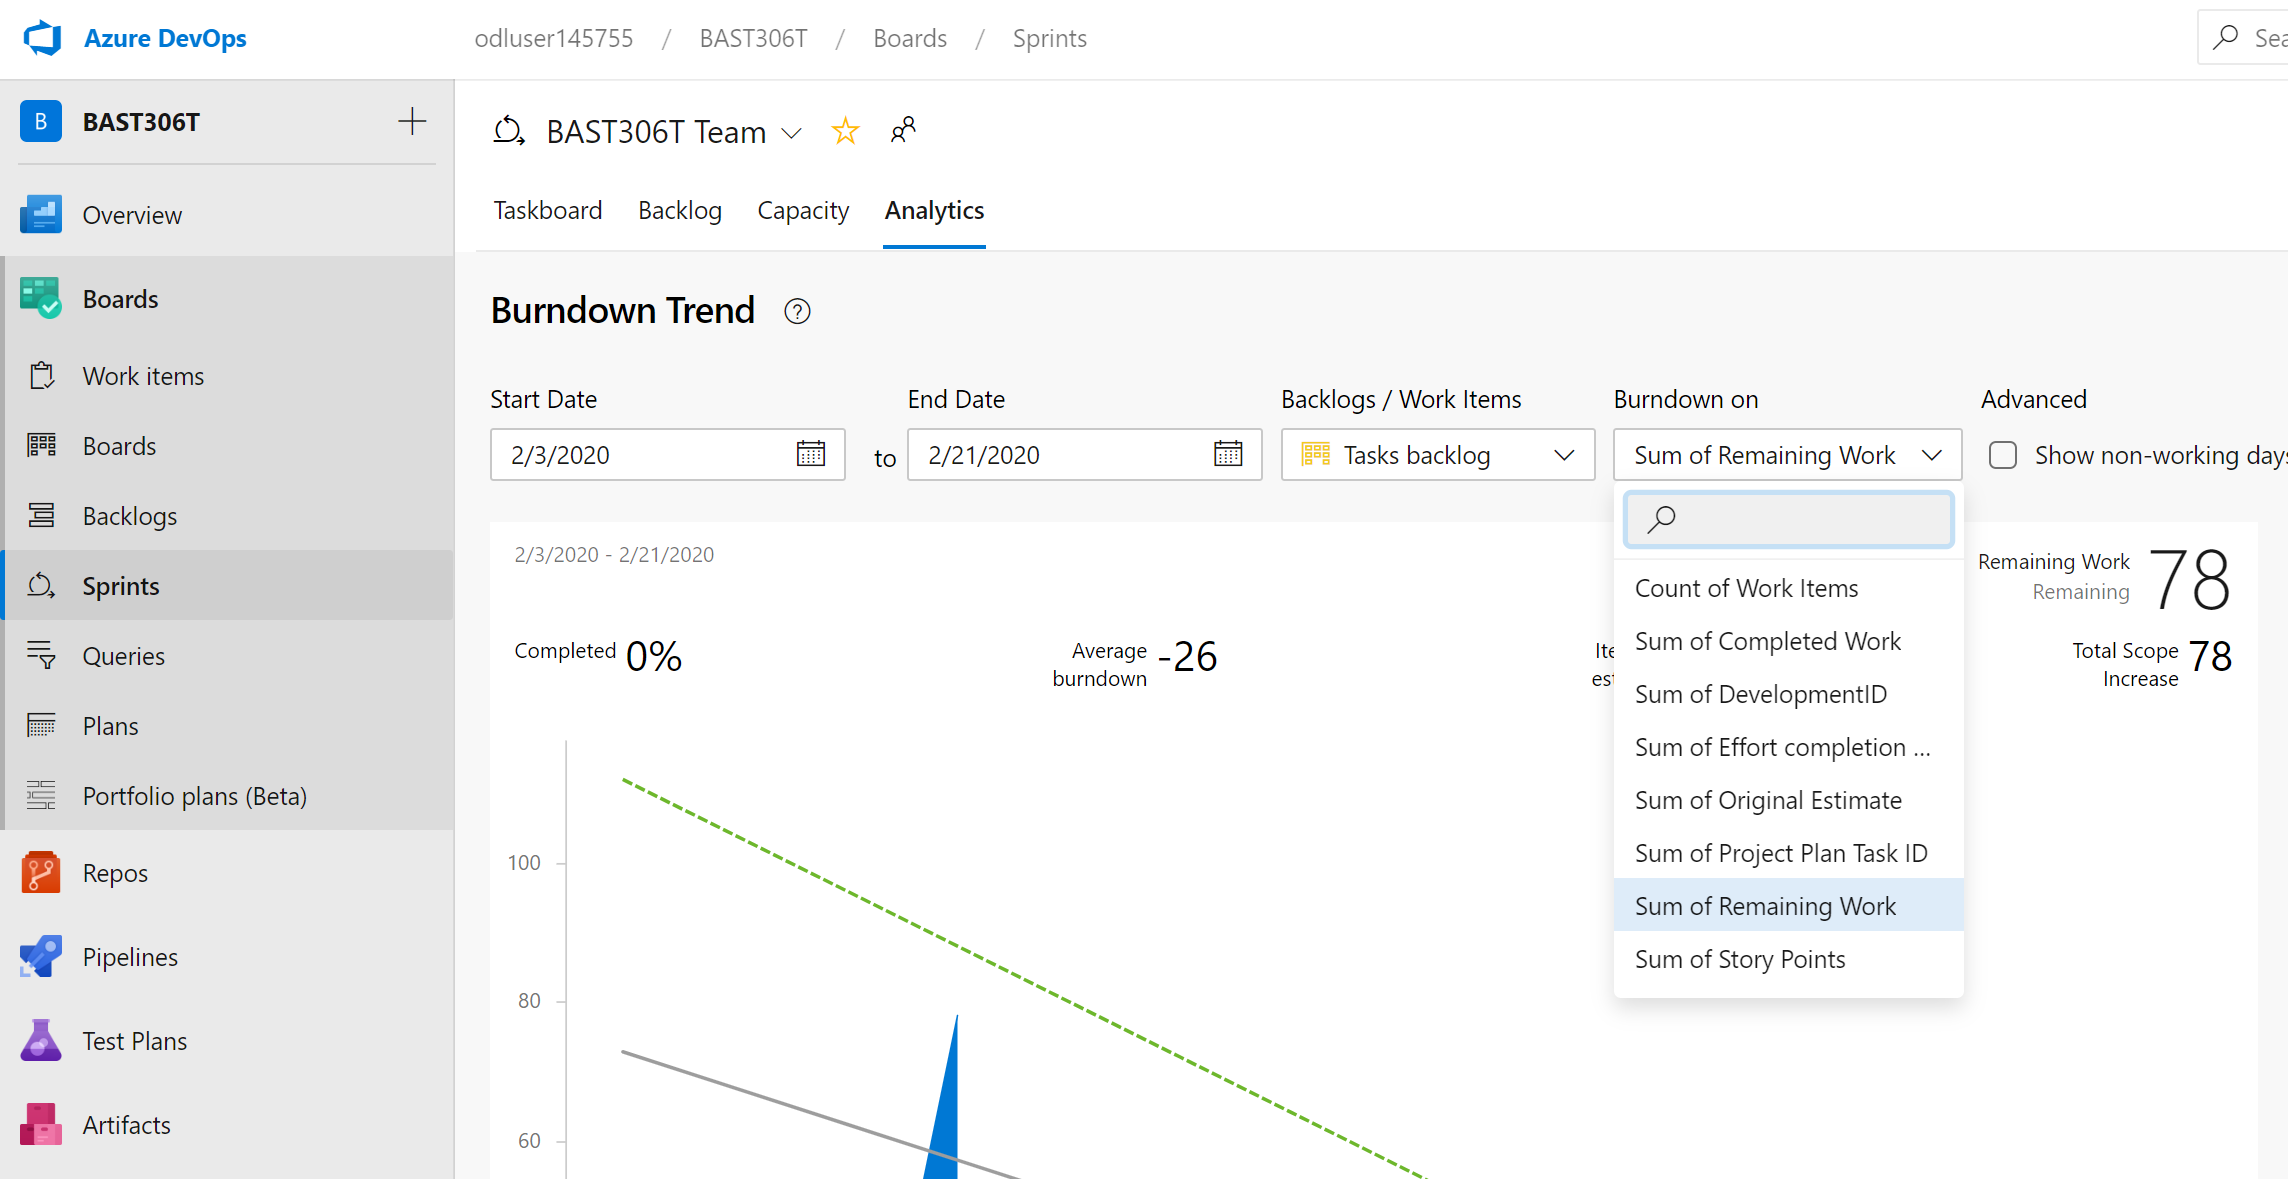 Azure DevOps
odluser145755 / BAST306T / Boards / Sprints
B BAST306T
Overview
Boards
Work items
Boards
Backlogs
Sprints
Queries
Plans
Portfolio plans (Beta)
Repos
Pipelines
Test Plans
Artifacts
BAST306T Team
Taskboard Backlog Capacity Analytics
Burndown Trend ?
Start Date End Date Backlogs / Work Items Burndown on Advanced
2/3/2020 to 2/21/2020 Tasks backlog Sum of Remaining Work Show non-working days
Count of Work Items
Sum of Completed Work
Sum of DevelopmentID
Sum of Effort completion ...
Sum of Original Estimate
Sum of Project Plan Task ID
Sum of Remaining Work
Sum of Story Points
2/3/2020 - 2/21/2020
Remaining Work
Remaining
78
Completed 0%
Average
burndown
-26
Total Scope
Increase
78
100
80
60